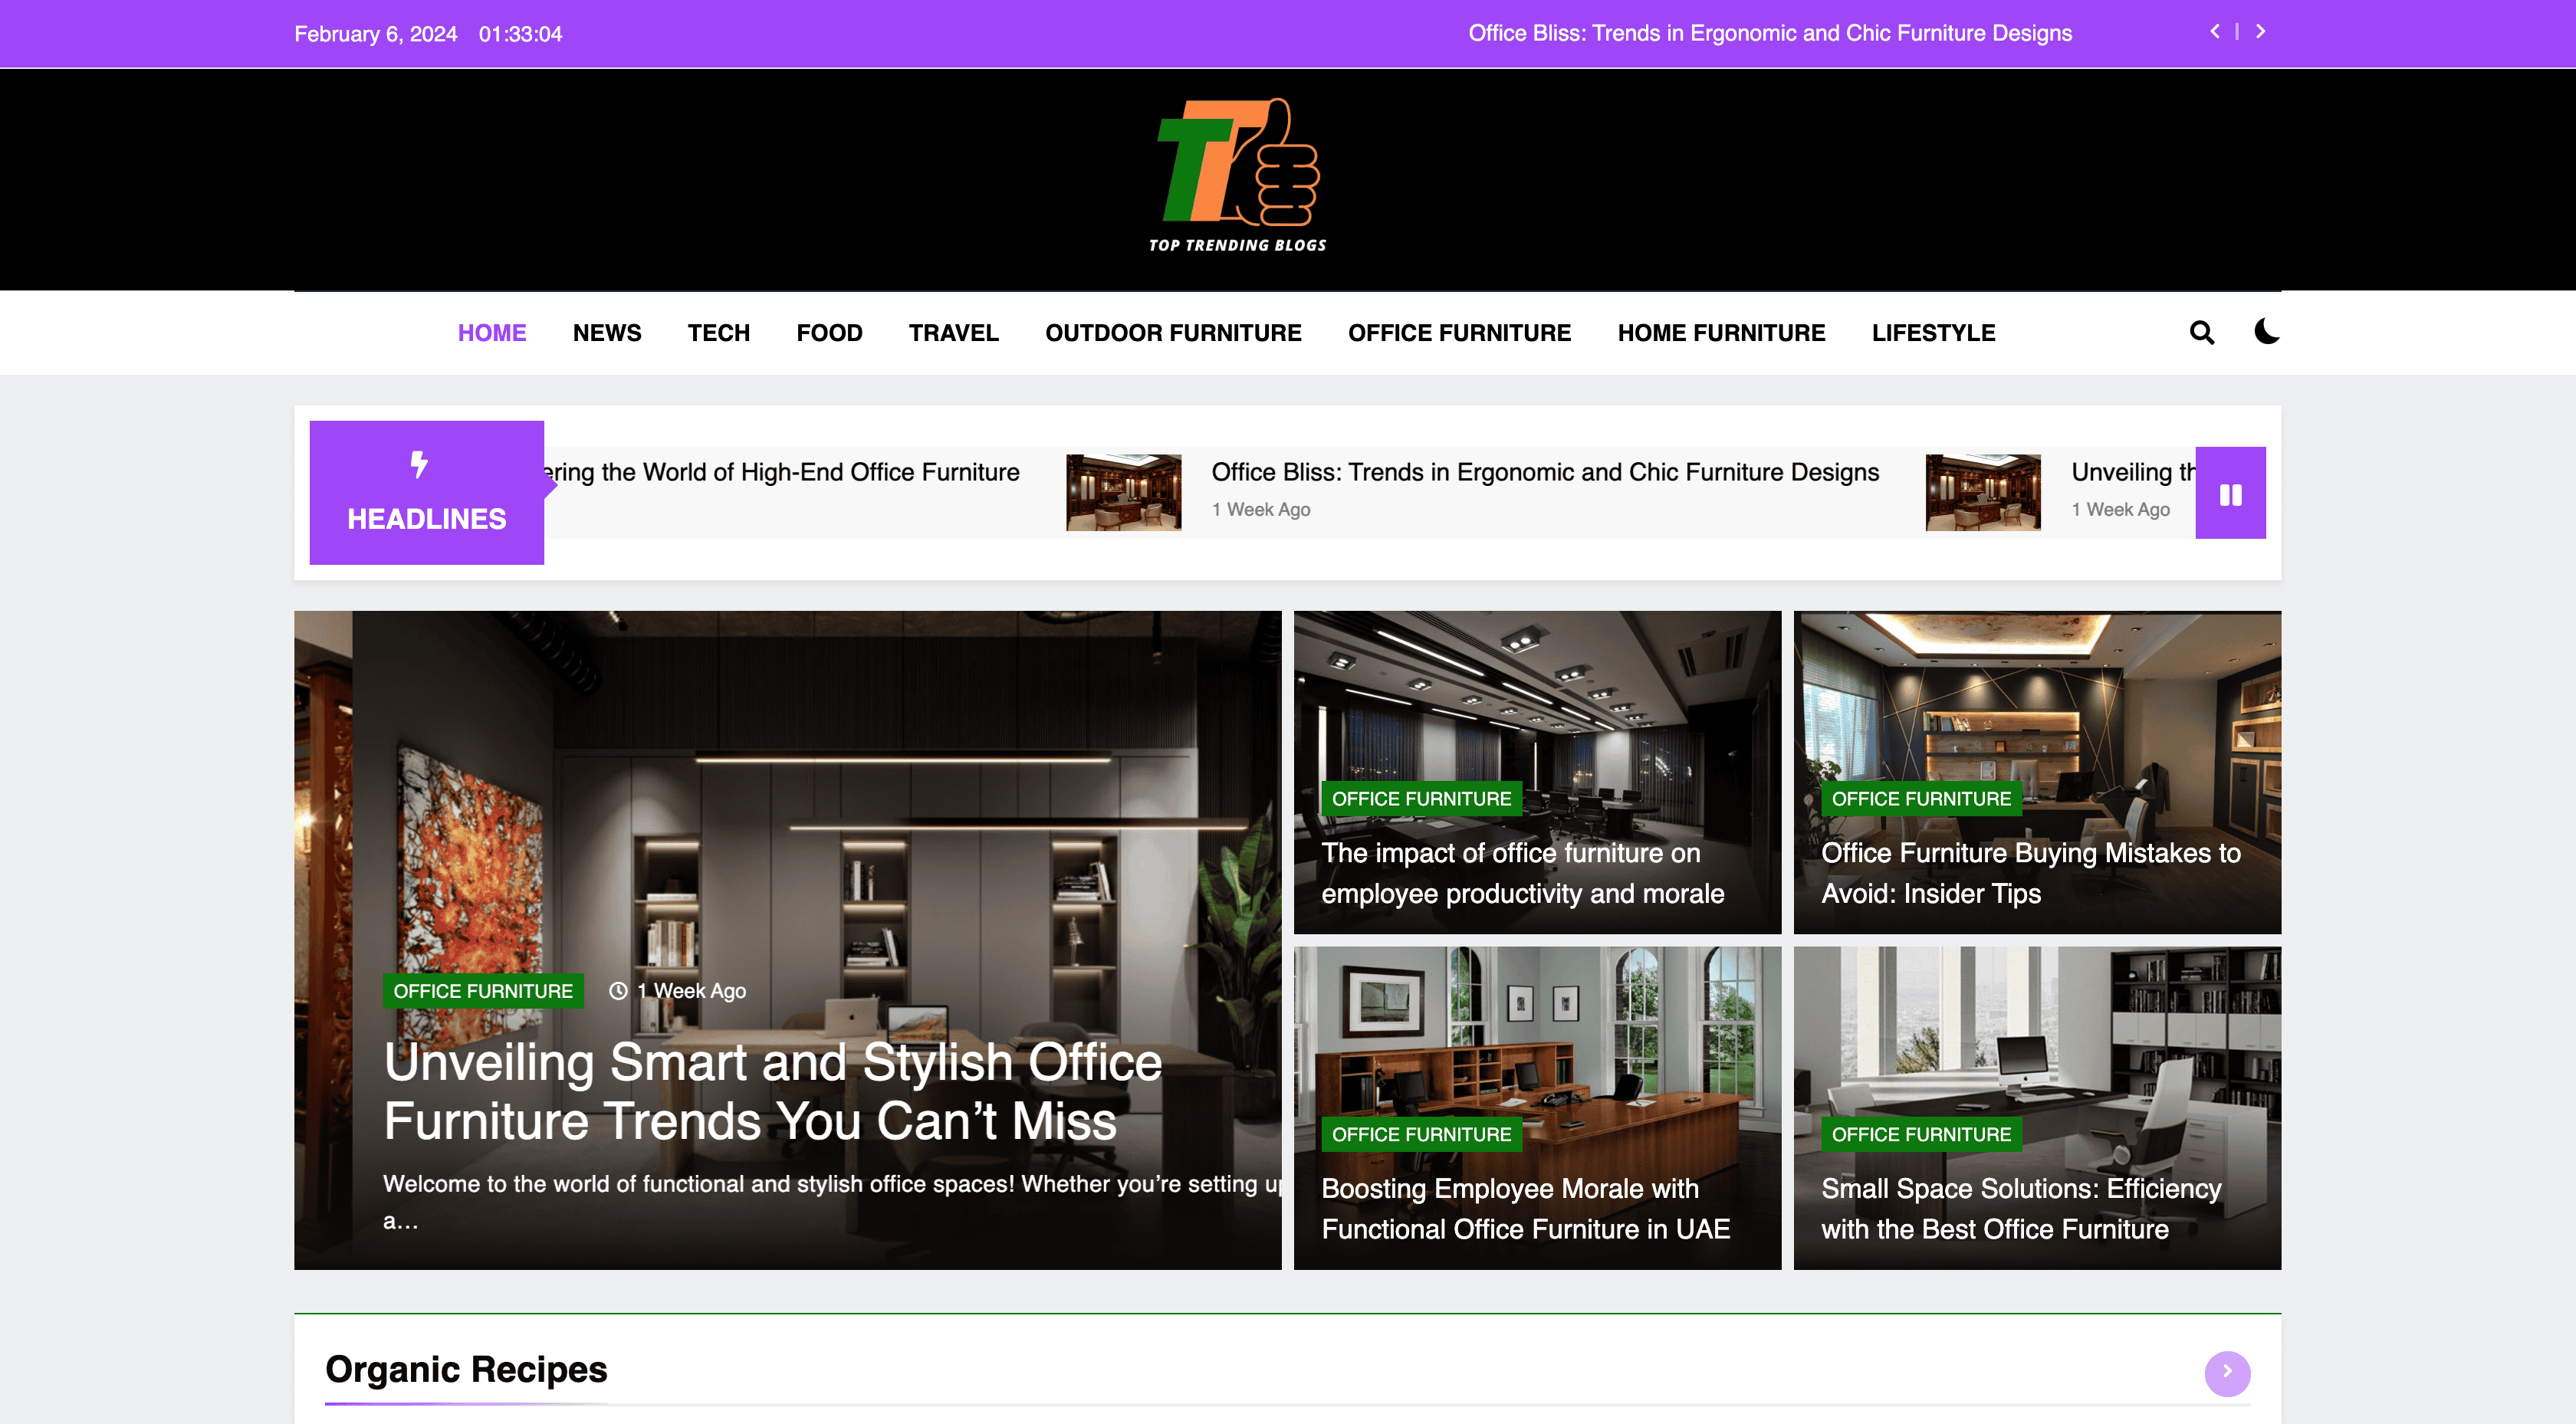 February 6, 2024 01:33:04
Office Bliss: Trends in Ergonomic and Chic Furniture Designs
TOP TRENDING BLOGS
HOME NEWS TECH FOOD TRAVEL OUTDOOR FURNITURE OFFICE FURNITURE HOME FURNITURE LIFESTYLE
HEADLINES
ering the World of High-End Office Furniture
Office Bliss: Trends in Ergonomic and Chic Furniture Designs
1 Week Ago
Unveiling th
1 Week Ago
OFFICE FURNITURE 1 Week Ago
Unveiling Smart and Stylish Office
Furniture Trends You Can’t Miss
Welcome to the world of functional and stylish office spaces! Whether you’re setting up
a…
OFFICE FURNITURE
The impact of office furniture on
employee productivity and morale
OFFICE FURNITURE
Office Furniture Buying Mistakes to
Avoid: Insider Tips
OFFICE FURNITURE
Boosting Employee Morale with
Functional Office Furniture in UAE
OFFICE FURNITURE
Small Space Solutions: Efficiency
with the Best Office Furniture
Organic Recipes